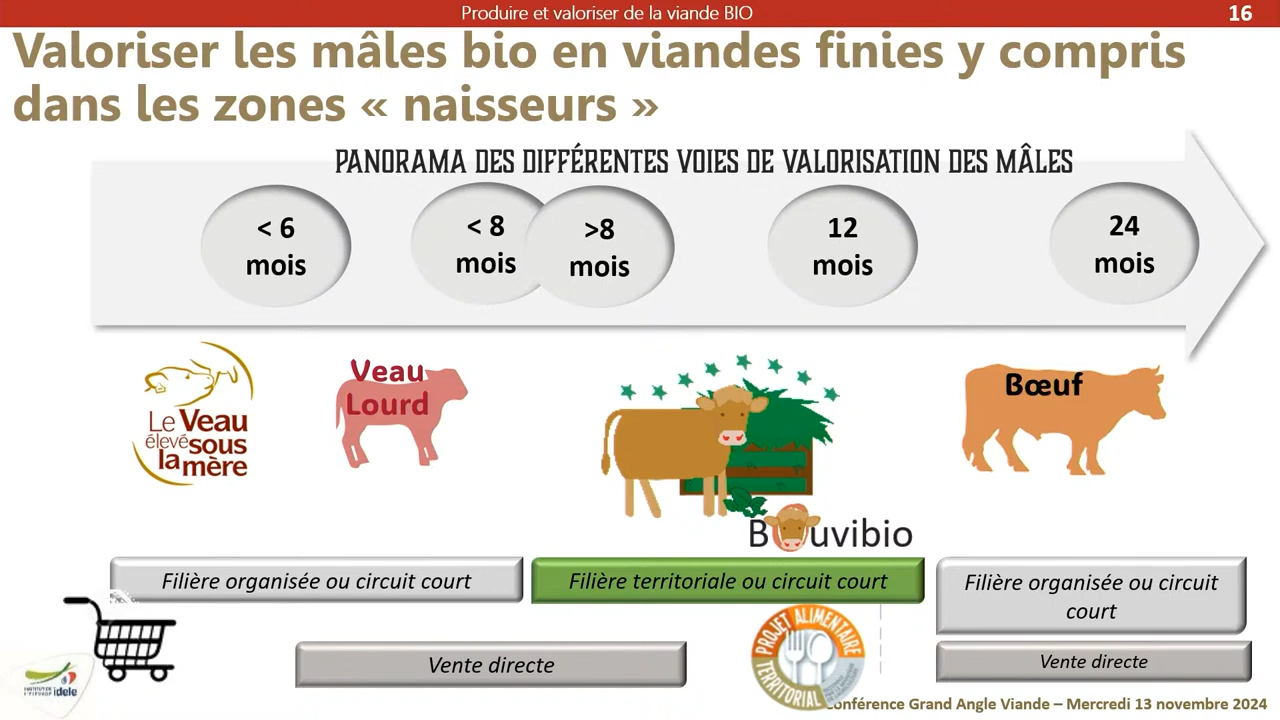 Produire et valoriser de la viande BIO
16
Valoriser les mâles bio en viandes finies y compris
dans les zones « naisseurs »
PANORAMA DES DIFFÉRENTES VOIES DE VALORISATION DES MÂLES
< 6
mois
< 8
mois
>8
mois
12
mois
24
mois
Le Veau
élevé sous
la mère
Veau
Lourd
Bœuf
Bouvibio
Filière organisée ou circuit court
Filière territoriale ou circuit court
Filière organisée ou circuit
court
Vente directe
Vente directe
PROJET ALIMENTAIRE
TERRITORIAL
INSTITUT DE
L'ÉLEVAGE idele
Conférence Grand Angle Viande – Mercredi 13 novembre 2024